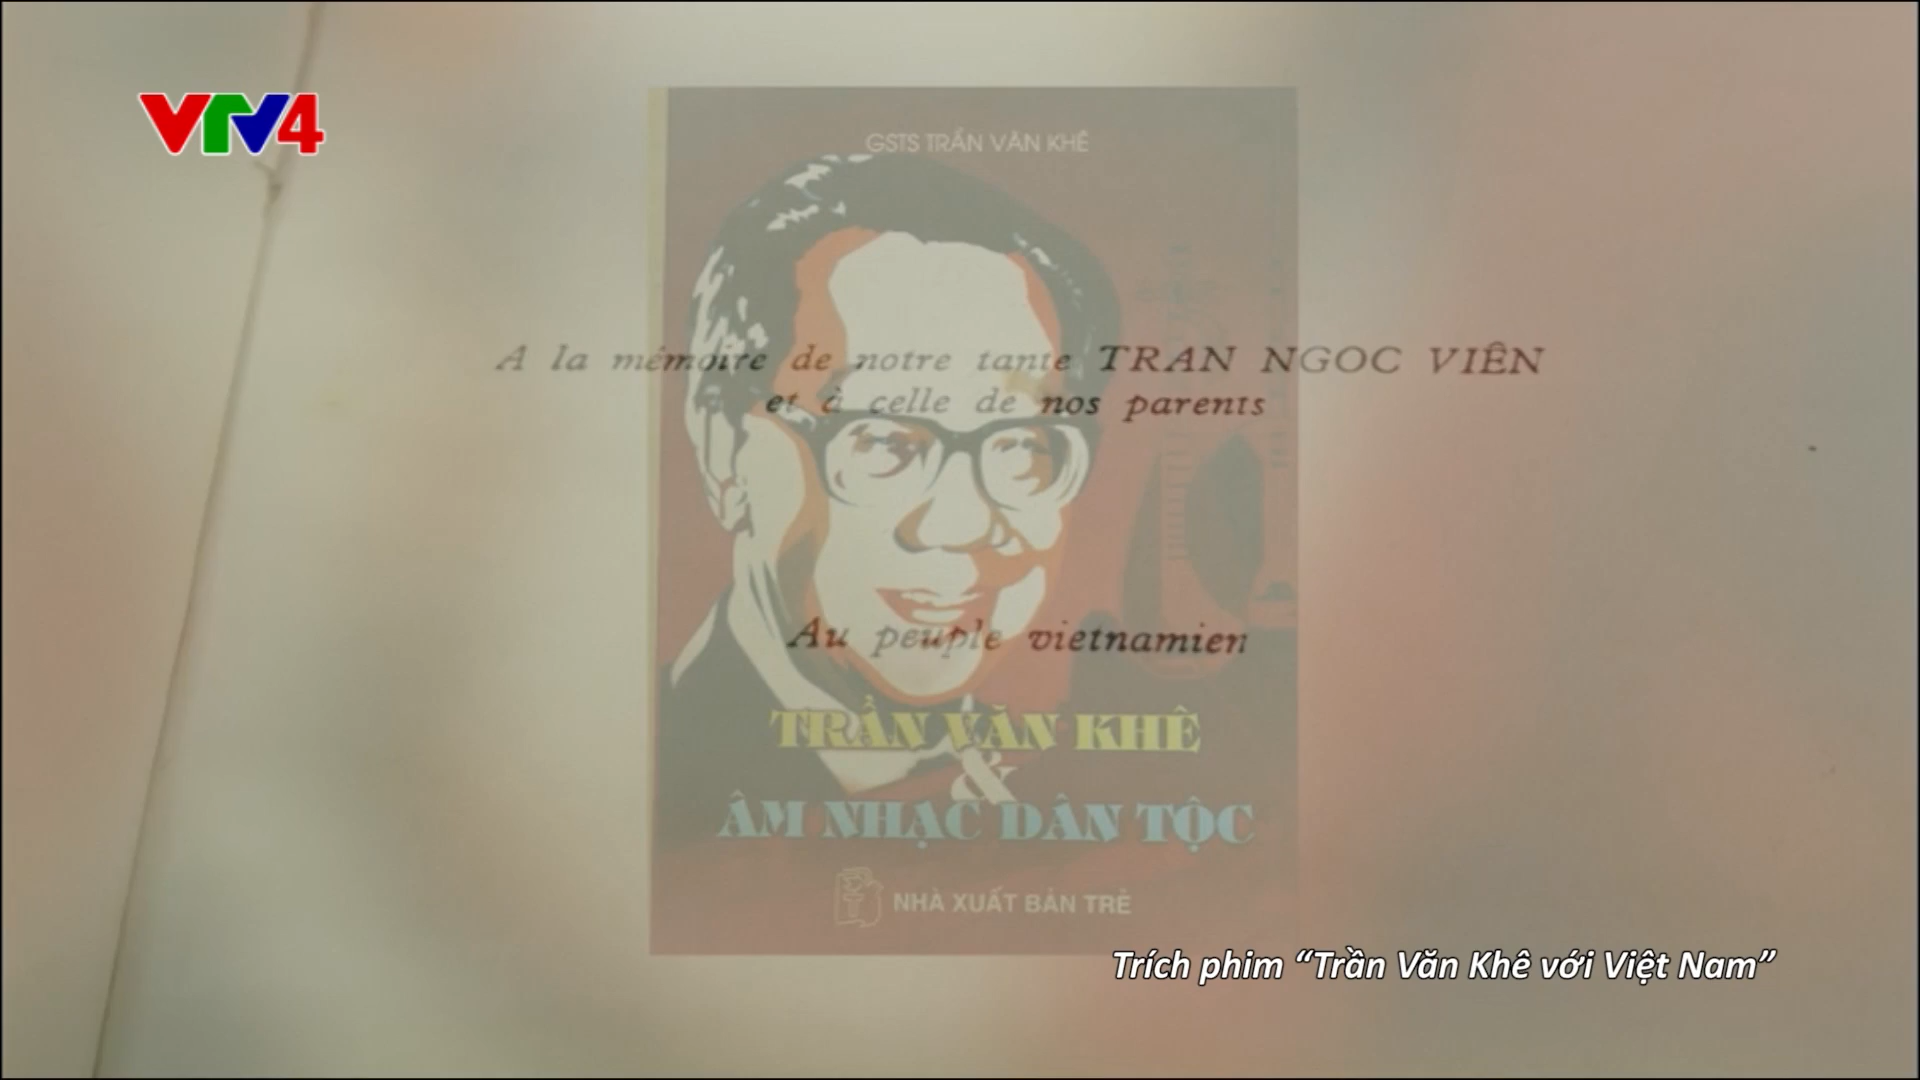 VTV4
GSTS TRẦN VĂN KHÊ
A la mémoire de notre tante TRAN NGOC VIÊN
et à celle de nos parents
Au peuple vietnamien
TRẦN VĂN KHÊ
&
ÂM NHẠC DÂN TỘC
NHÀ XUẤT BẢN TRẺ
Trích phim “Trần Văn Khê với Việt Nam”